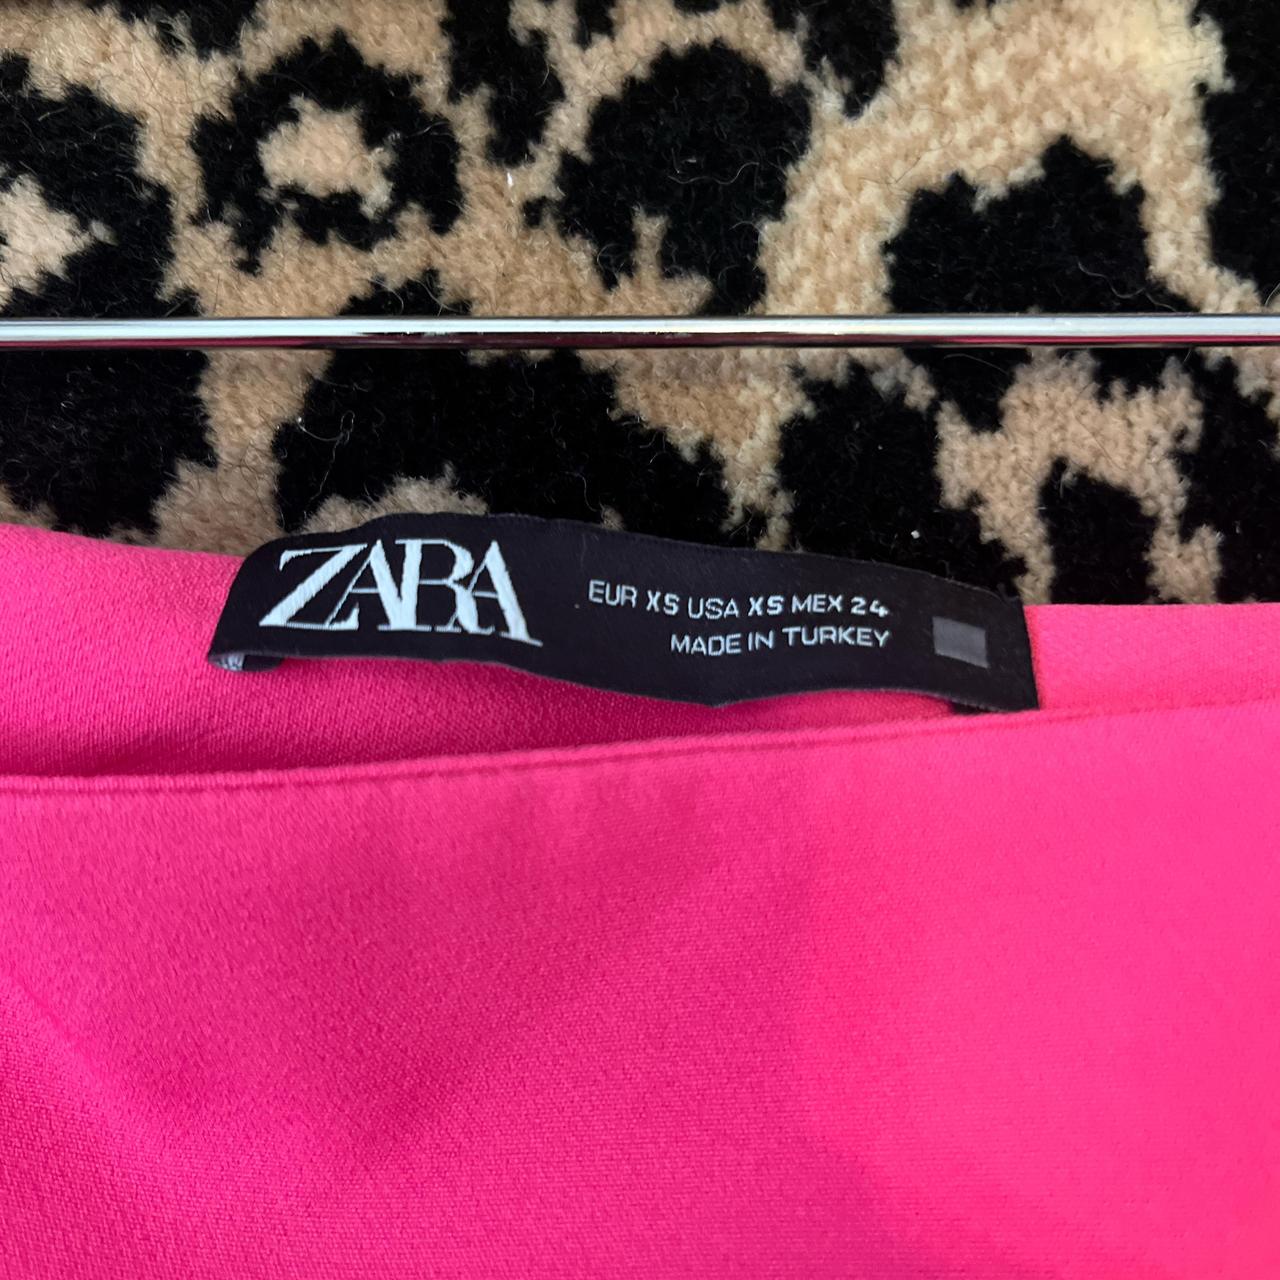 ZARA
EUR XS USA XS MEX 24
MADE IN TURKEY